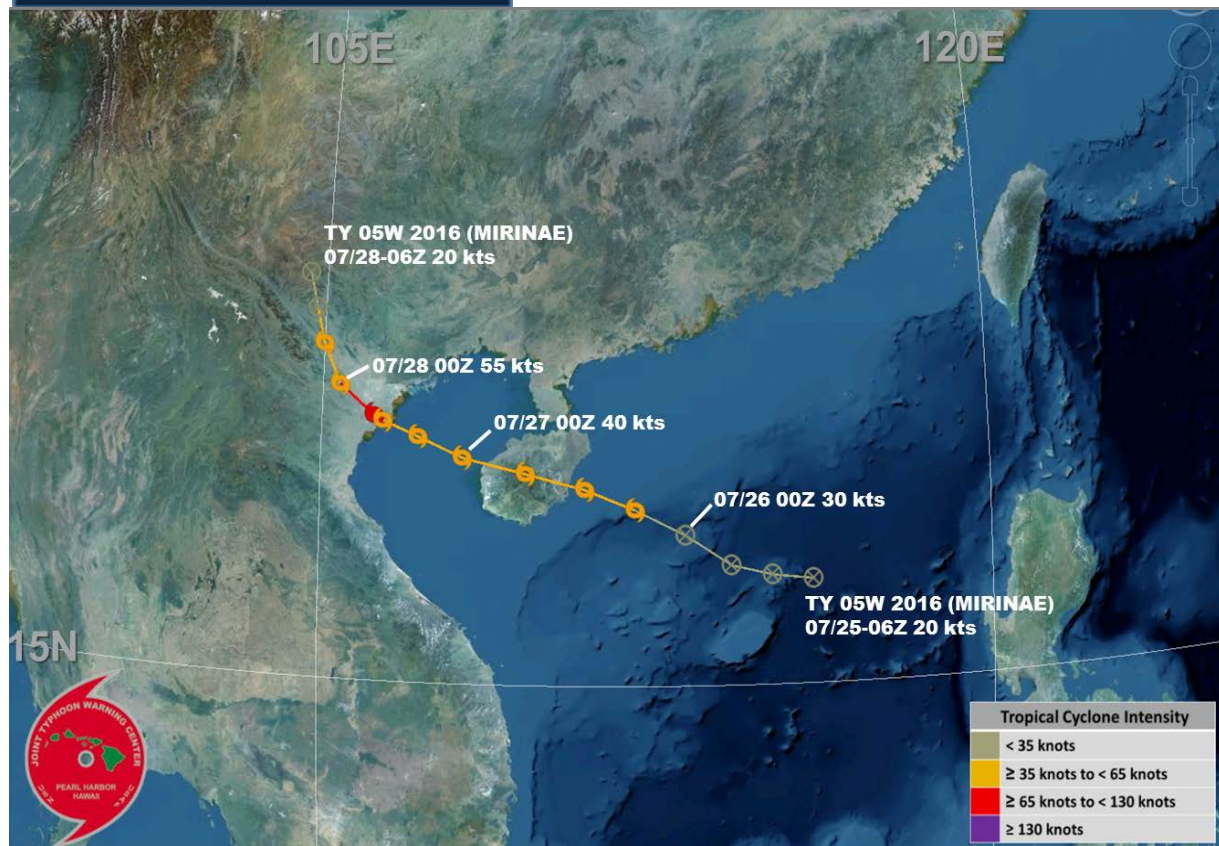 105E
120E
TY 05W 2016 (MIRINAE)
07/28-06Z 20 kts
07/28 00Z 55 kts
07/27 00Z 40 kts
07/26 00Z 30 kts
TY 05W 2016 (MIRINAE)
07/25-06Z 20 kts
15N
JOINT TYPHOON WARNING CENTER
PEARL HARBOR
HAWAII
Tropical Cyclone Intensity
< 35 knots
≥ 35 knots to < 65 knots
≥ 65 knots to < 130 knots
≥ 130 knots